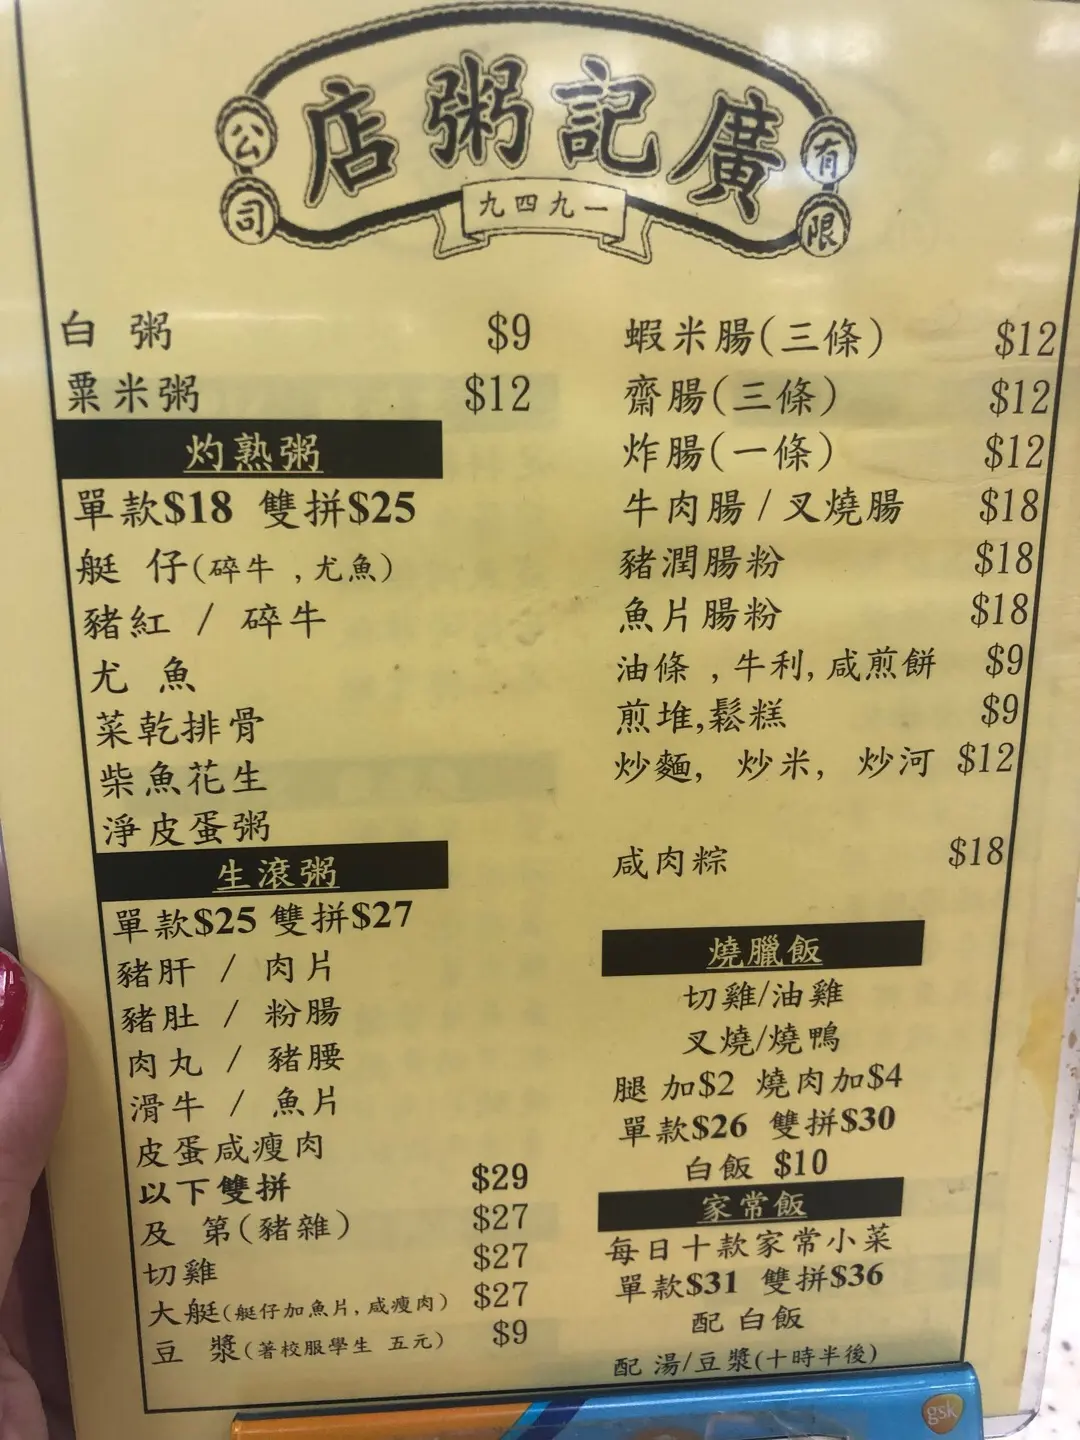 廣記粥店
有限公司
一九四九
白粥 $9
粟米粥 $12
灼熟粥
單款$18 雙拼$25
艇仔(碎牛,尤魚)
豬紅 / 碎牛
尤魚
菜乾排骨
柴魚花生
淨皮蛋粥
生滾粥
單款$25 雙拼$27
豬肝 / 肉片
豬肚 / 粉腸
肉丸 / 豬腰
滑牛 / 魚片
皮蛋咸瘦肉
以下雙拼 $29
及第(豬雜) $27
切雞 $27
大艇(艇仔加魚片,咸瘦肉) $27
豆漿(著校服學生 五元) $9
蝦米腸(三條) $12
齋腸(三條) $12
炸腸(一條) $12
牛肉腸 / 叉燒腸 $18
豬潤腸粉 $18
魚片腸粉 $18
油條,牛利,咸煎餅 $9
煎堆,鬆糕 $9
炒麵, 炒米, 炒河 $12
咸肉粽 $18
燒臘飯
切雞/油雞
叉燒/燒鴨
腿加$2 燒肉加$4
單款$26 雙拼$30
白飯 $10
家常飯
每日十款家常小菜
單款$31 雙拼$36
配白飯
配湯/豆漿(十時半後)
gsk